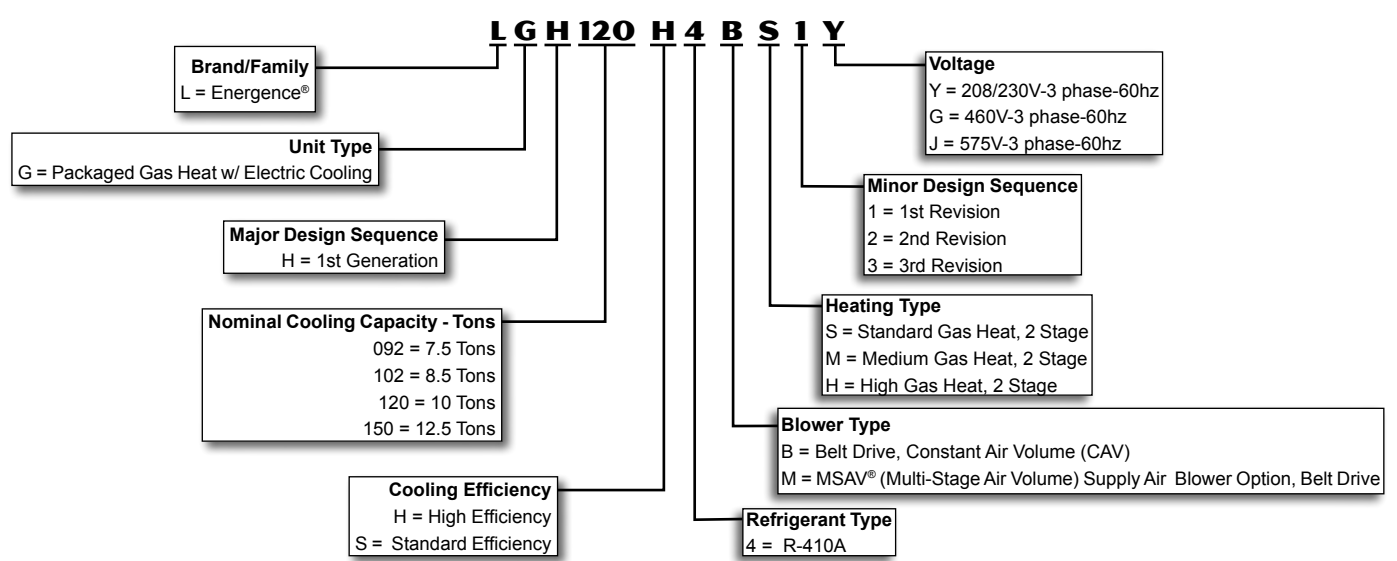 L G H 120 H 4 B S 1 Y
Brand/Family
L = Energence®
Unit Type
G = Packaged Gas Heat w/ Electric Cooling
Major Design Sequence
H = 1st Generation
Nominal Cooling Capacity - Tons
092 = 7.5 Tons
102 = 8.5 Tons
120 = 10 Tons
150 = 12.5 Tons
Cooling Efficiency
H = High Efficiency
S = Standard Efficiency
Voltage
Y = 208/230V-3 phase-60hz
G = 460V-3 phase-60hz
J = 575V-3 phase-60hz
Minor Design Sequence
1 = 1st Revision
2 = 2nd Revision
3 = 3rd Revision
Heating Type
S = Standard Gas Heat, 2 Stage
M = Medium Gas Heat, 2 Stage
H = High Gas Heat, 2 Stage
Blower Type
B = Belt Drive, Constant Air Volume (CAV)
M = MSAV® (Multi-Stage Air Volume) Supply Air Blower Option, Belt Drive
Refrigerant Type
4 = R-410A